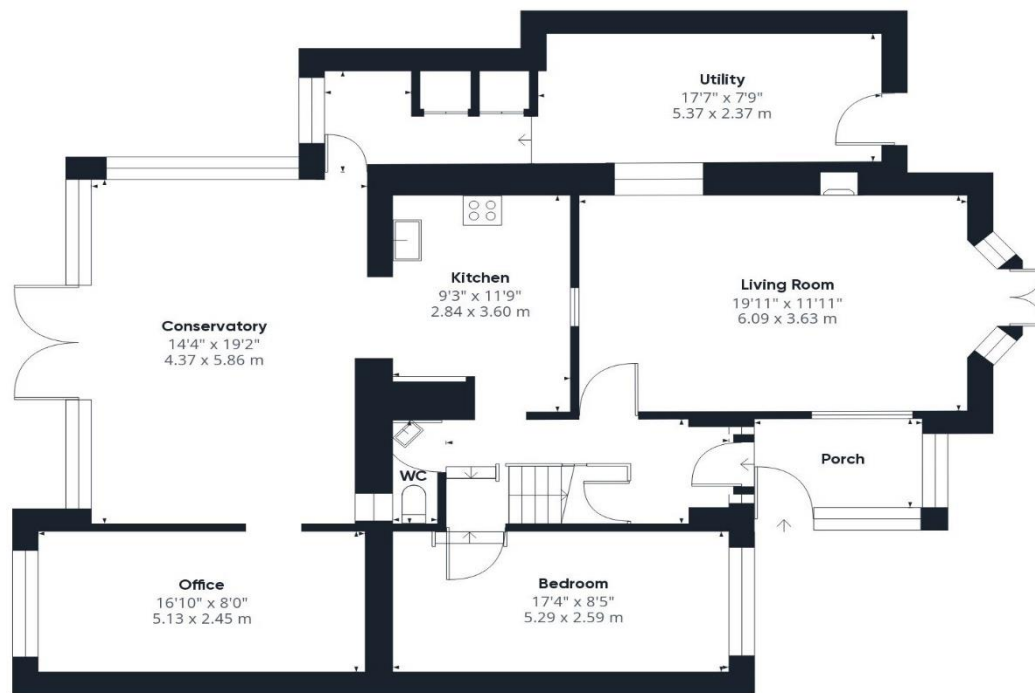 Utility
17'7" x 7'9"
5.37 x 2.37 m
Kitchen
9'3" x 11'9"
2.84 x 3.60 m
Living Room
19'11" x 11'11"
6.09 x 3.63 m
Conservatory
14'4" x 19'2"
4.37 x 5.86 m
Porch
WC
Office
16'10" x 8'0"
5.13 x 2.45 m
Bedroom
17'4" x 8'5"
5.29 x 2.59 m